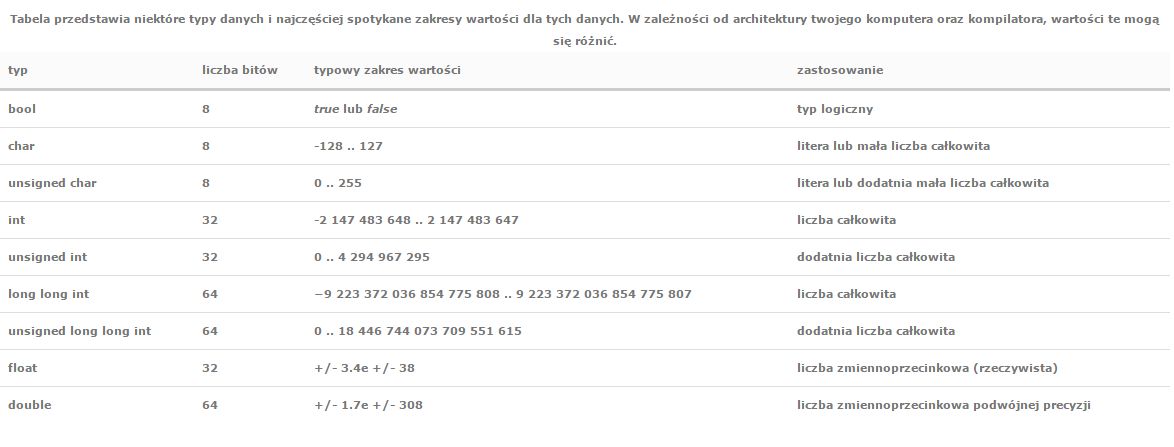 Tabela przedstawia niektóre typy danych i najczęściej spotykane zakresy wartości dla tych danych. W zależności od architektury twojego komputera oraz kompilatora, wartości te mogą
się różnić.
typ liczba bitów typowy zakres wartości zastosowanie
bool 8 true lub false typ logiczny
char 8 -128 .. 127 litera lub mała liczba całkowita
unsigned char 8 0 .. 255 litera lub dodatnia mała liczba całkowita
int 32 -2 147 483 648 .. 2 147 483 647 liczba całkowita
unsigned int 32 0 .. 4 294 967 295 dodatnia liczba całkowita
long long int 64 −9 223 372 036 854 775 808 .. 9 223 372 036 854 775 807 liczba całkowita
unsigned long long int 64 0 .. 18 446 744 073 709 551 615 dodatnia liczba całkowita
float 32 +/- 3.4e +/- 38 liczba zmiennoprzecinkowa (rzeczywista)
double 64 +/- 1.7e +/- 308 liczba zmiennoprzecinkowa podwójnej precyzji